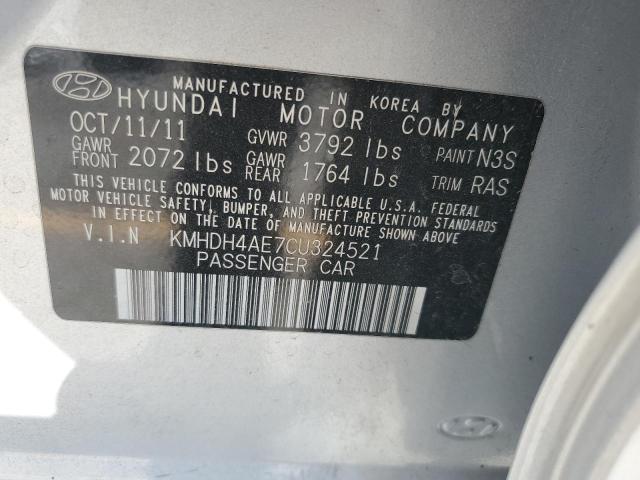 MANUFACTURED IN KOREA BY
HYUNDAI MOTOR COMPANY
OCT/11/11 GVWR 3792 lbs PAINT N3S
GAWR FRONT 2072 lbs GAWR REAR 1764 lbs TRIM RAS
THIS VEHICLE CONFORMS TO ALL APPLICABLE U.S.A. FEDERAL
MOTOR VEHICLE SAFETY, BUMPER, AND THEFT PREVENTION
STANDARDS IN EFFECT ON THE DATE OF MANUFACTURE SHOWN ABOVE
V.I.N KMHDH4AE7CU324521
PASSENGER CAR